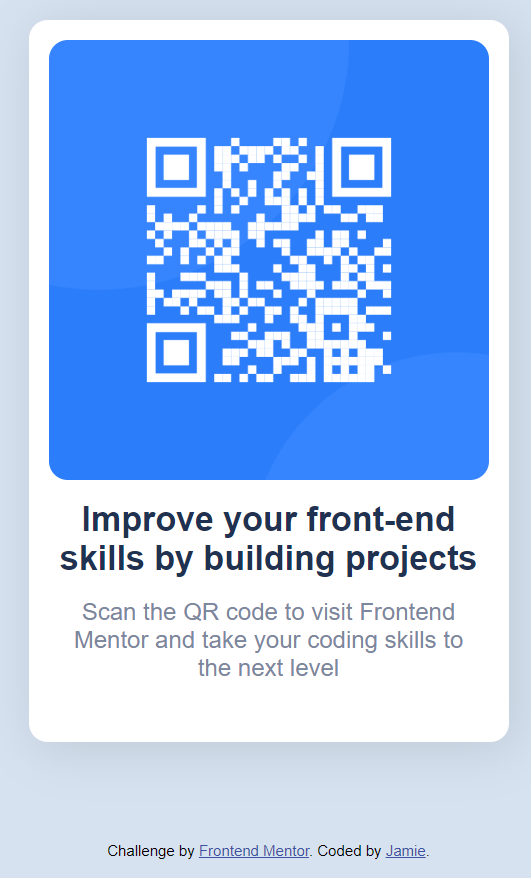 Improve your front-end
skills by building projects
Scan the QR code to visit Frontend
Mentor and take your coding skills to
the next level
Challenge by Frontend Mentor. Coded by Jamie.